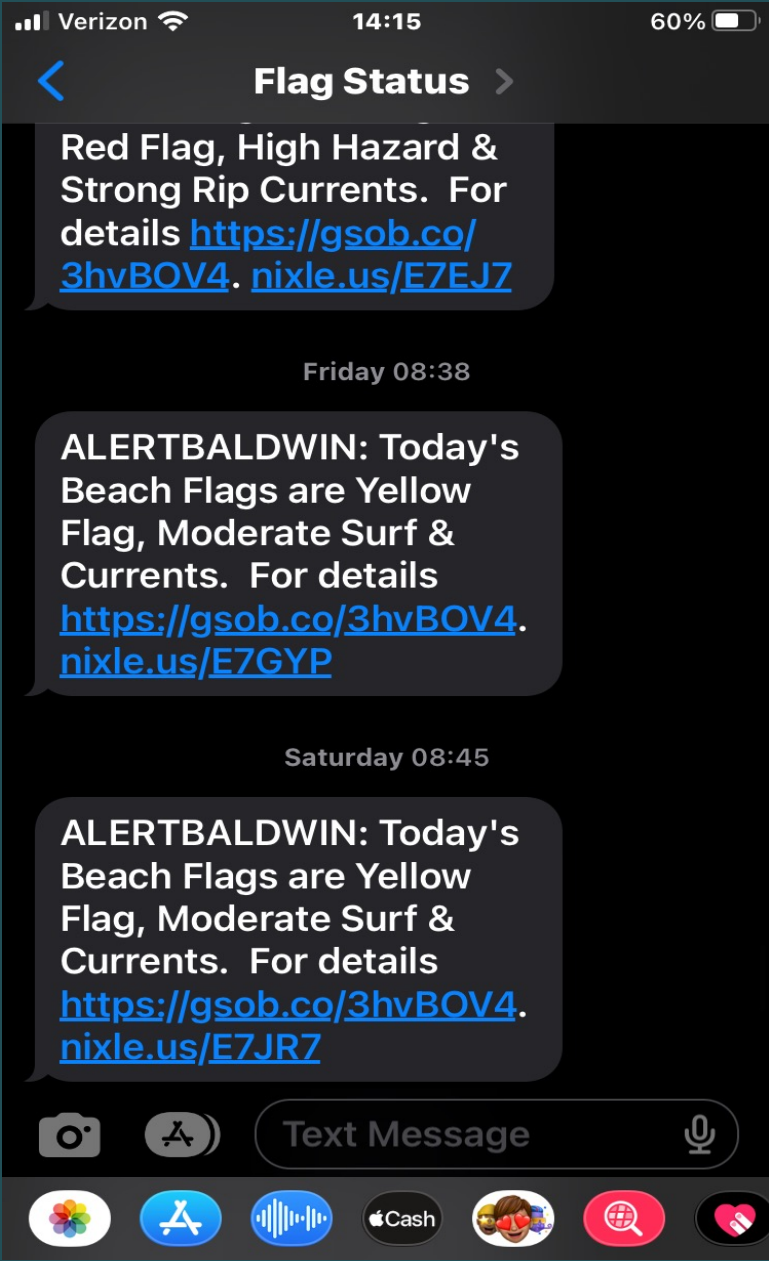 Verizon 14:15 60%
Flag Status
Red Flag, High Hazard &
Strong Rip Currents.  For
details https://gsob.co/
3hvBOV4. nixle.us/E7EJ7
Friday 08:38
ALERTBALDWIN: Today's
Beach Flags are Yellow
Flag, Moderate Surf &
Currents.  For details
https://gsob.co/3hvBOV4.
nixle.us/E7GYP
Saturday 08:45
ALERTBALDWIN: Today's
Beach Flags are Yellow
Flag, Moderate Surf &
Currents.  For details
https://gsob.co/3hvBOV4.
nixle.us/E7JR7
Text Message
Cash